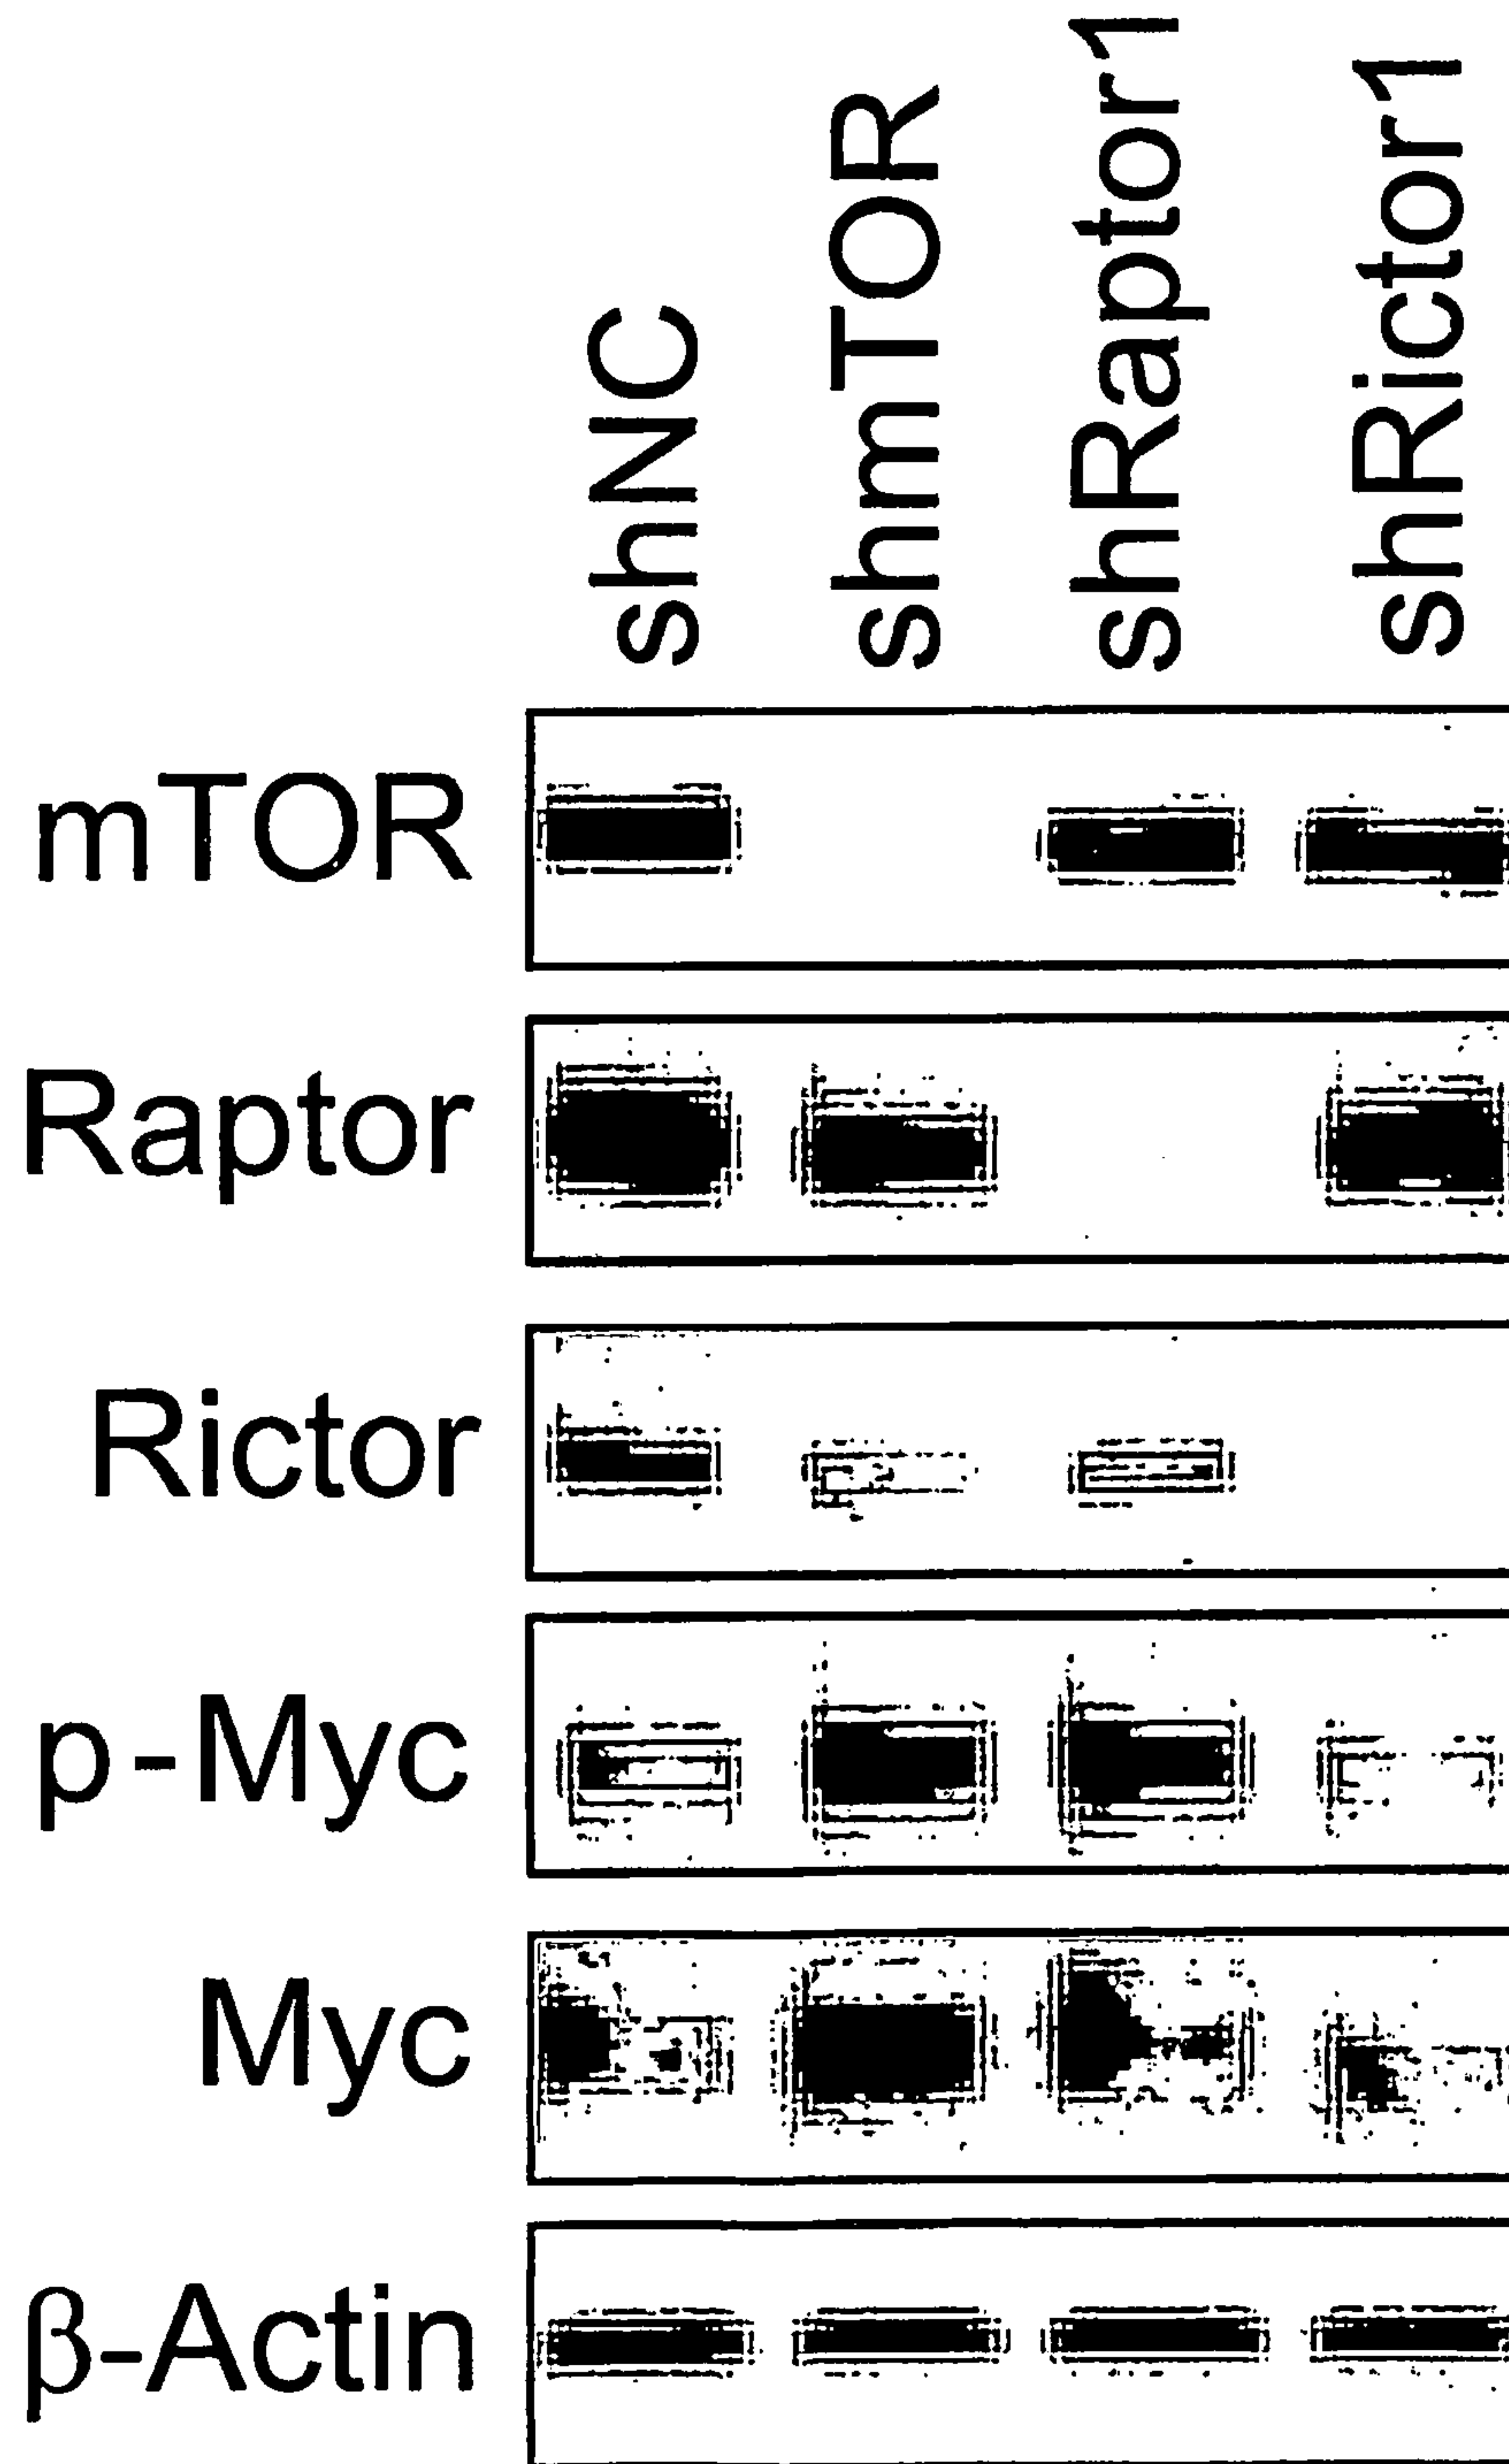 shNC
shmTOR
shRaptor1
shRictor1
mTOR
Raptor
Rictor
p-Myc
Myc
β-Actin